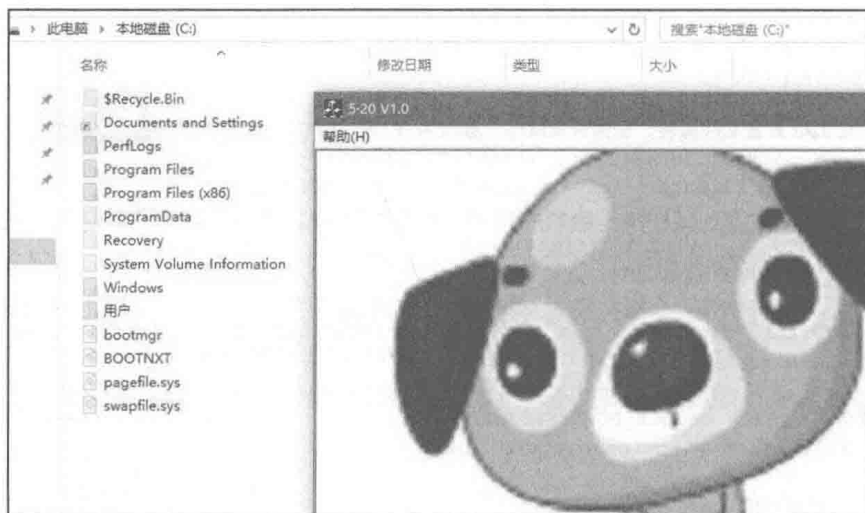 此电脑 › 本地磁盘 (C:)
搜索"本地磁盘 (C:)"
名称 修改日期 类型 大小
$Recycle.Bin
Documents and Settings
PerfLogs
Program Files
Program Files (x86)
ProgramData
Recovery
System Volume Information
Windows
用户
bootmgr
BOOTNXT
pagefile.sys
swapfile.sys
5-20 V1.0
帮助(H)